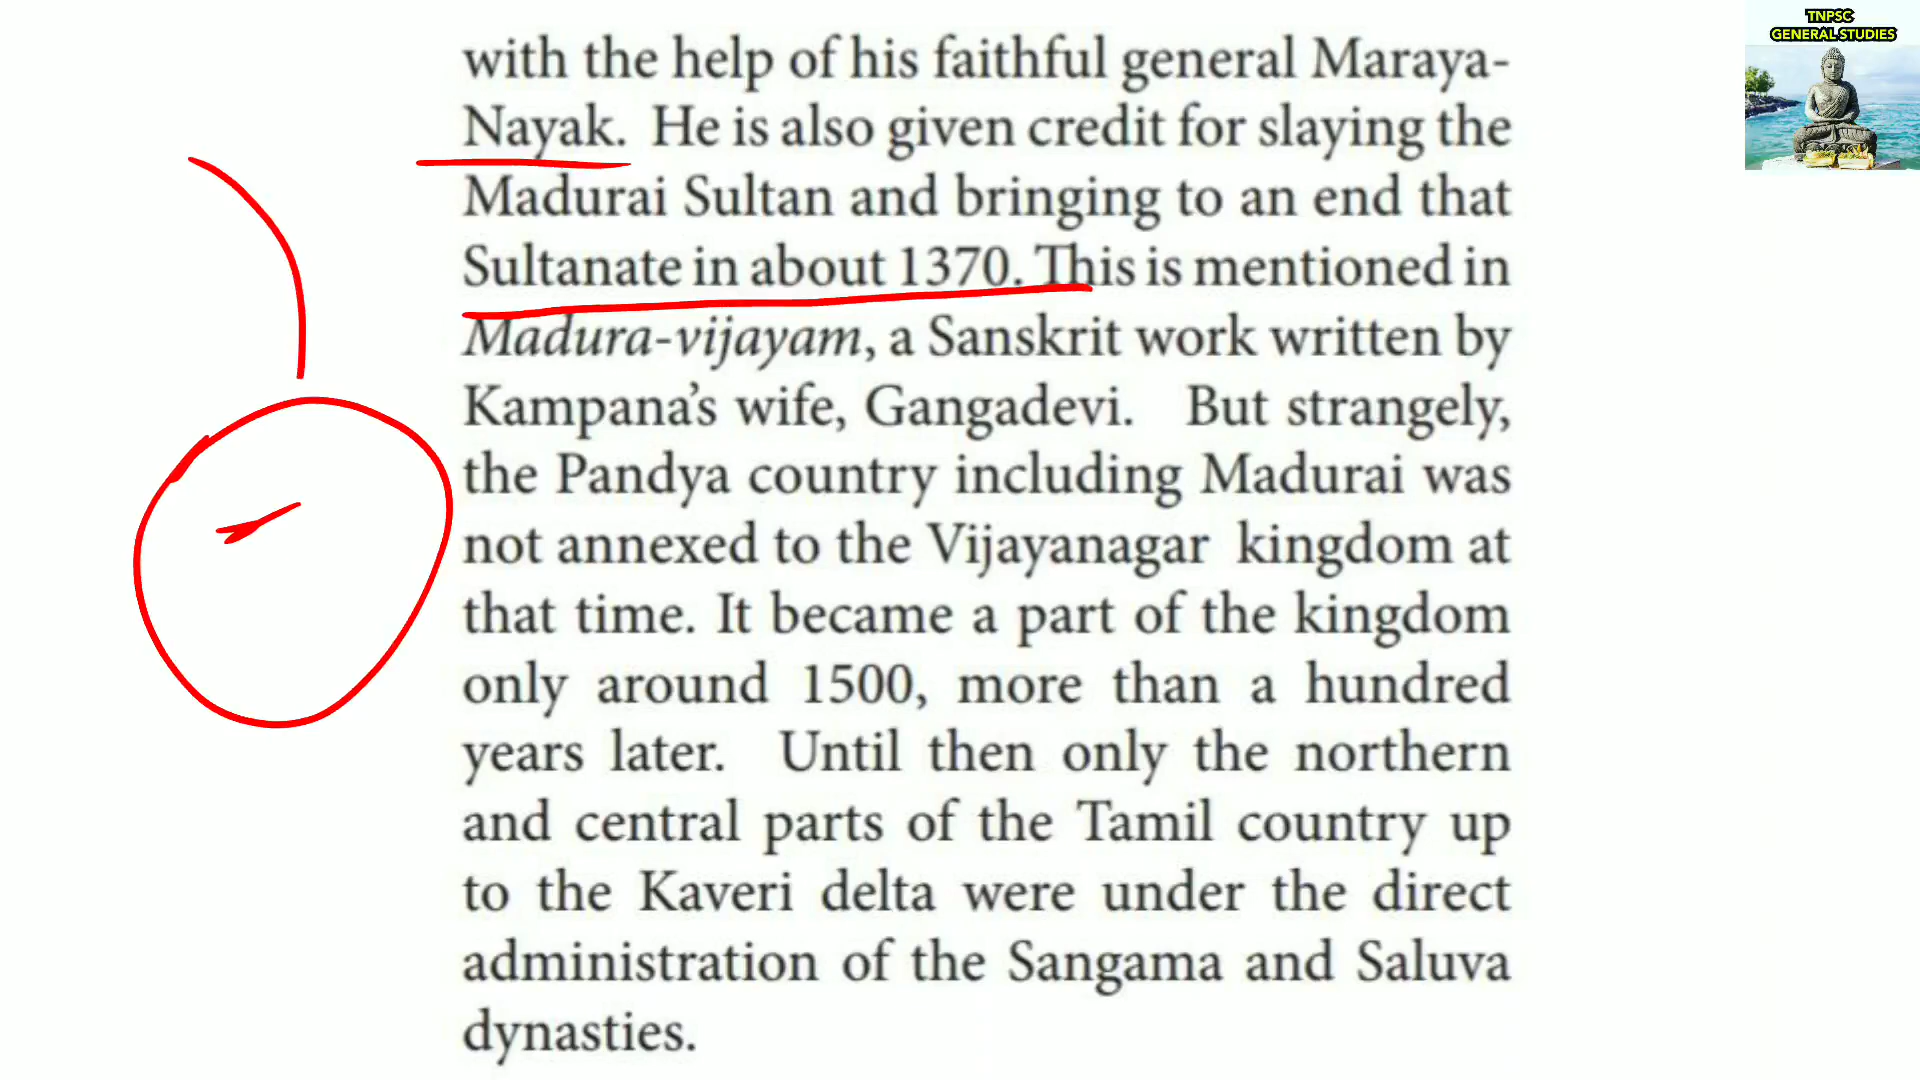 TNPSC
GENERAL STUDIES
with the help of his faithful general Maraya-
Nayak. He is also given credit for slaying the
Madurai Sultan and bringing to an end that
Sultanate in about 1370. This is mentioned in
Madura-vijayam, a Sanskrit work written by
Kampana’s wife, Gangadevi. But strangely,
the Pandya country including Madurai was
not annexed to the Vijayanagar kingdom at
that time. It became a part of the kingdom
only around 1500, more than a hundred
years later. Until then only the northern
and central parts of the Tamil country up
to the Kaveri delta were under the direct
administration of the Sangama and Saluva
dynasties.